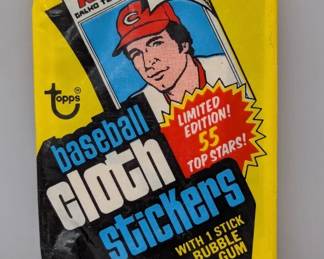 topps
baseball
cloth
stickers
LIMITED
EDITION!
55
TOP STARS!
WITH 1 STICK
BUBBLE
GUM